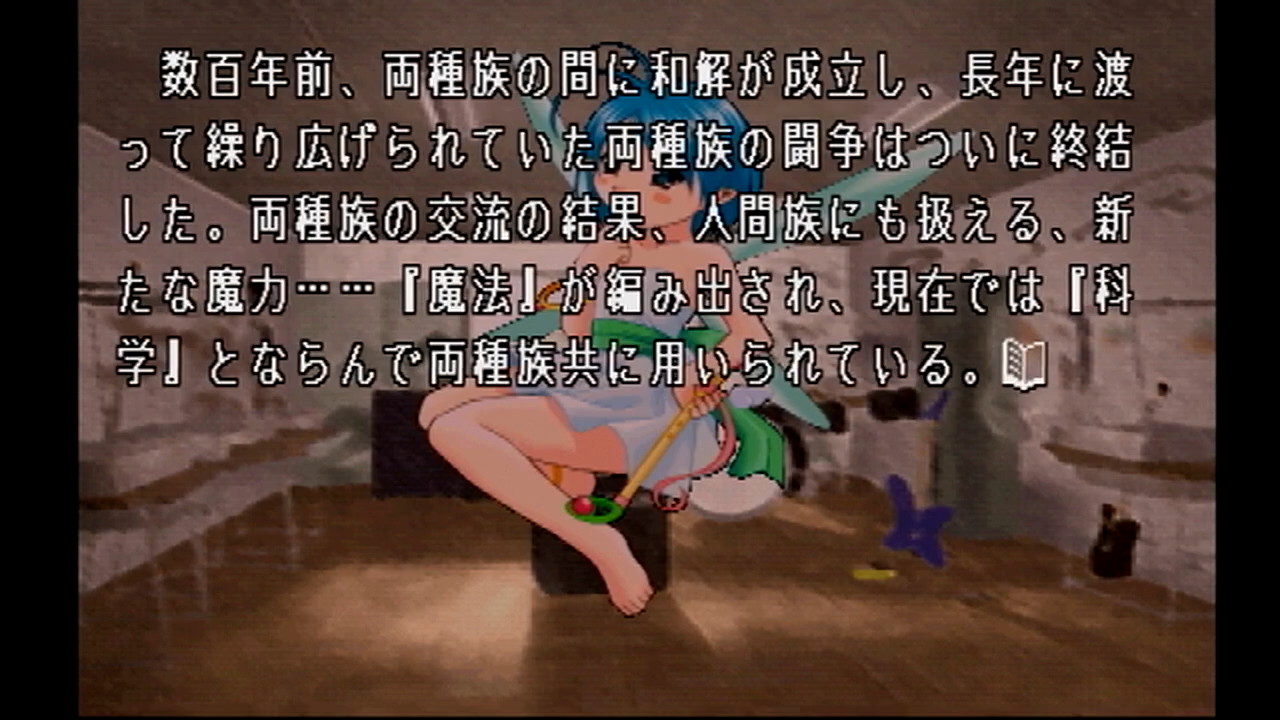 数百年前、両種族の間に和解が成立し、長年に渡
って繰り広げられていた両種族の闘争はついに終結
した。両種族の交流の結果、人間族にも扱える、新
たな魔力……『魔法』が編み出され、現在では『科
学』とならんで両種族共に用いられている。